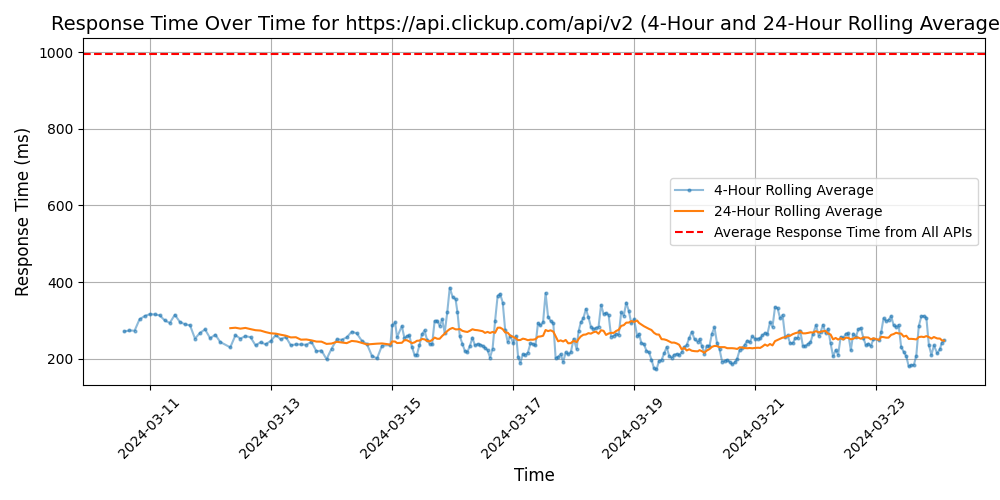 Response Time Over Time for https://api.clickup.com/api/v2 (4-Hour and 24-Hour Rolling Average
1000
800
600
400
200
Response Time (ms)
4-Hour Rolling Average
24-Hour Rolling Average
Average Response Time from All APIs
2024-03-11
2024-03-13
2024-03-15
2024-03-17
2024-03-19
2024-03-21
2024-03-23
Time